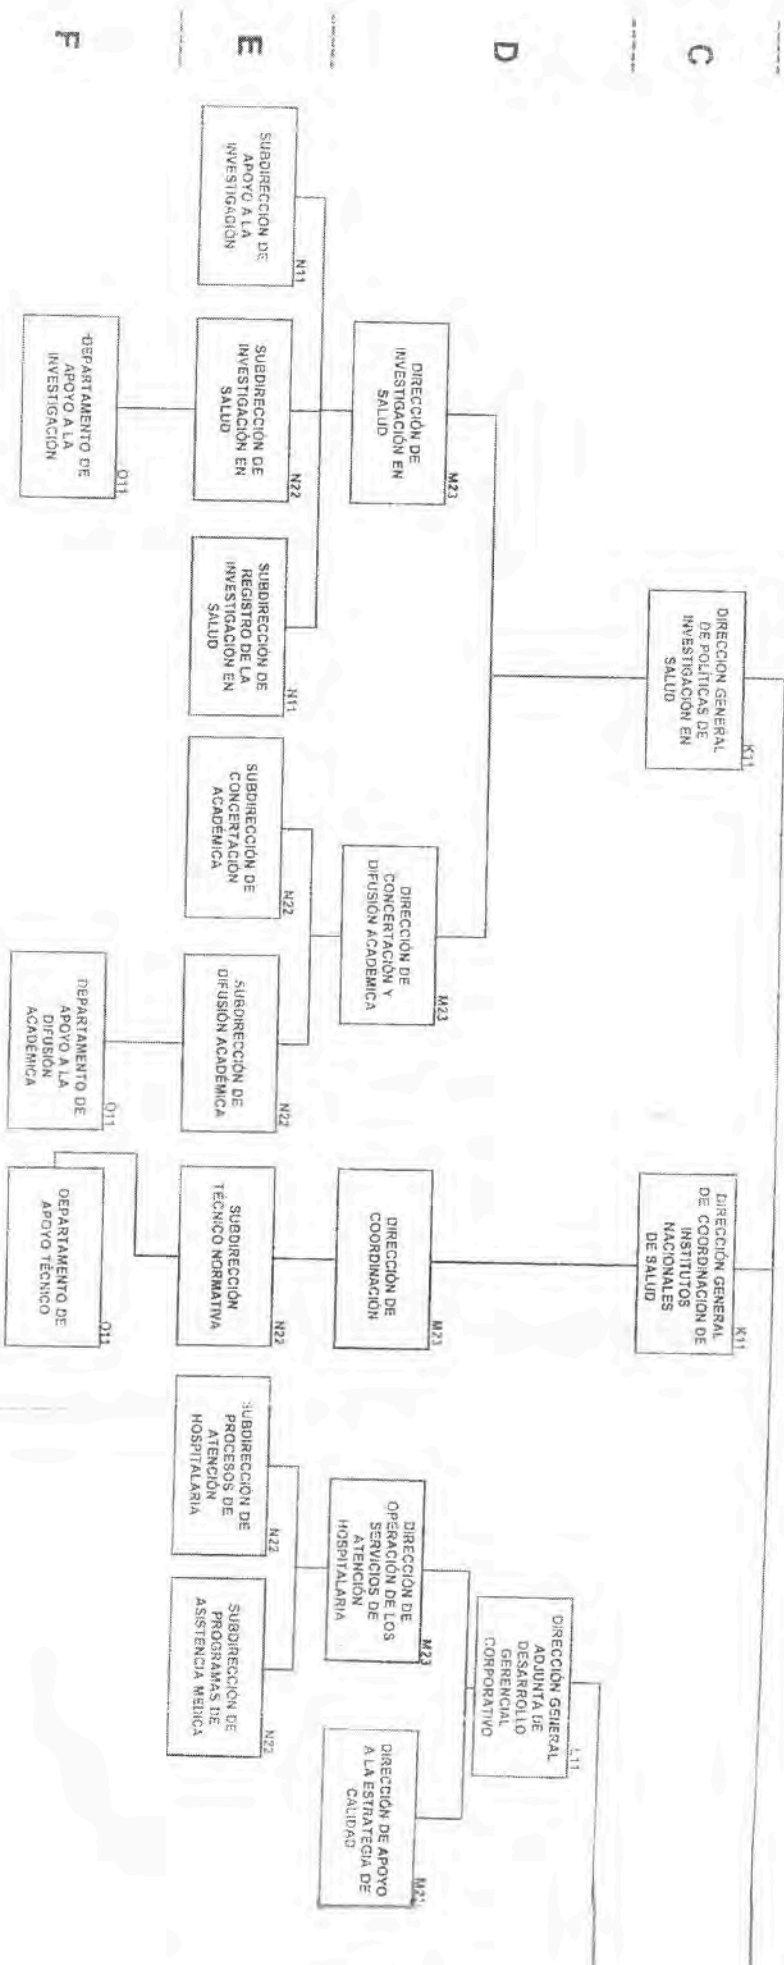 C
D
E
F
K11
DIRECCION GENERAL
DE POLÍTICAS DE
INVESTIGACIÓN EN
SALUD
K11
DIRECCIÓN GENERAL
DE COORDINACIÓN DE
INSTITUTOS
NACIONALES
DE SALUD
L11
DIRECCIÓN GENERAL
ADJUNTA DE
DESARROLLO
GERENCIAL
CORPORATIVO
M23
DIRECCIÓN DE
INVESTIGACIÓN EN
SALUD
M23
DIRECCIÓN DE
CONCERTACIÓN Y
DIFUSIÓN ACADEMICA
M23
DIRECCIÓN DE
COORDINACIÓN
M23
DIRECCIÓN DE
OPERACIÓN DE LOS
SERVICIOS DE
ATENCIÓN
HOSPITALARIA
M21
DIRECCIÓN DE APOYO
A LA ESTRATEGIA DE
CALIDAD
N11
SUBDIRECCIÓN DE
APOYO A LA
INVESTIGACIÓN
N22
SUBDIRECCIÓN DE
INVESTIGACIÓN EN
SALUD
N11
SUBDIRECCIÓN DE
REGISTRO DE LA
INVESTIGACIÓN EN
SALUD
N22
SUBDIRECCIÓN DE
CONCERTACIÓN
ACADÉMICA
N22
SUBDIRECCIÓN DE
DIFUSIÓN ACADÉMICA
N22
SUBDIRECCIÓN
TÉCNICO NORMATIVA
N22
SUBDIRECCIÓN DE
PROCESOS DE
ATENCIÓN
HOSPITALARIA
N22
SUBDIRECCIÓN DE
PROGRAMAS DE
ASISTENCIA MEDICA
O11
DEPARTAMENTO DE
APOYO A LA
INVESTIGACIÓN
O11
DEPARTAMENTO DE
APOYO A LA
DIFUSIÓN
ACADÉMICA
O11
DEPARTAMENTO DE
APOYO TÉCNICO